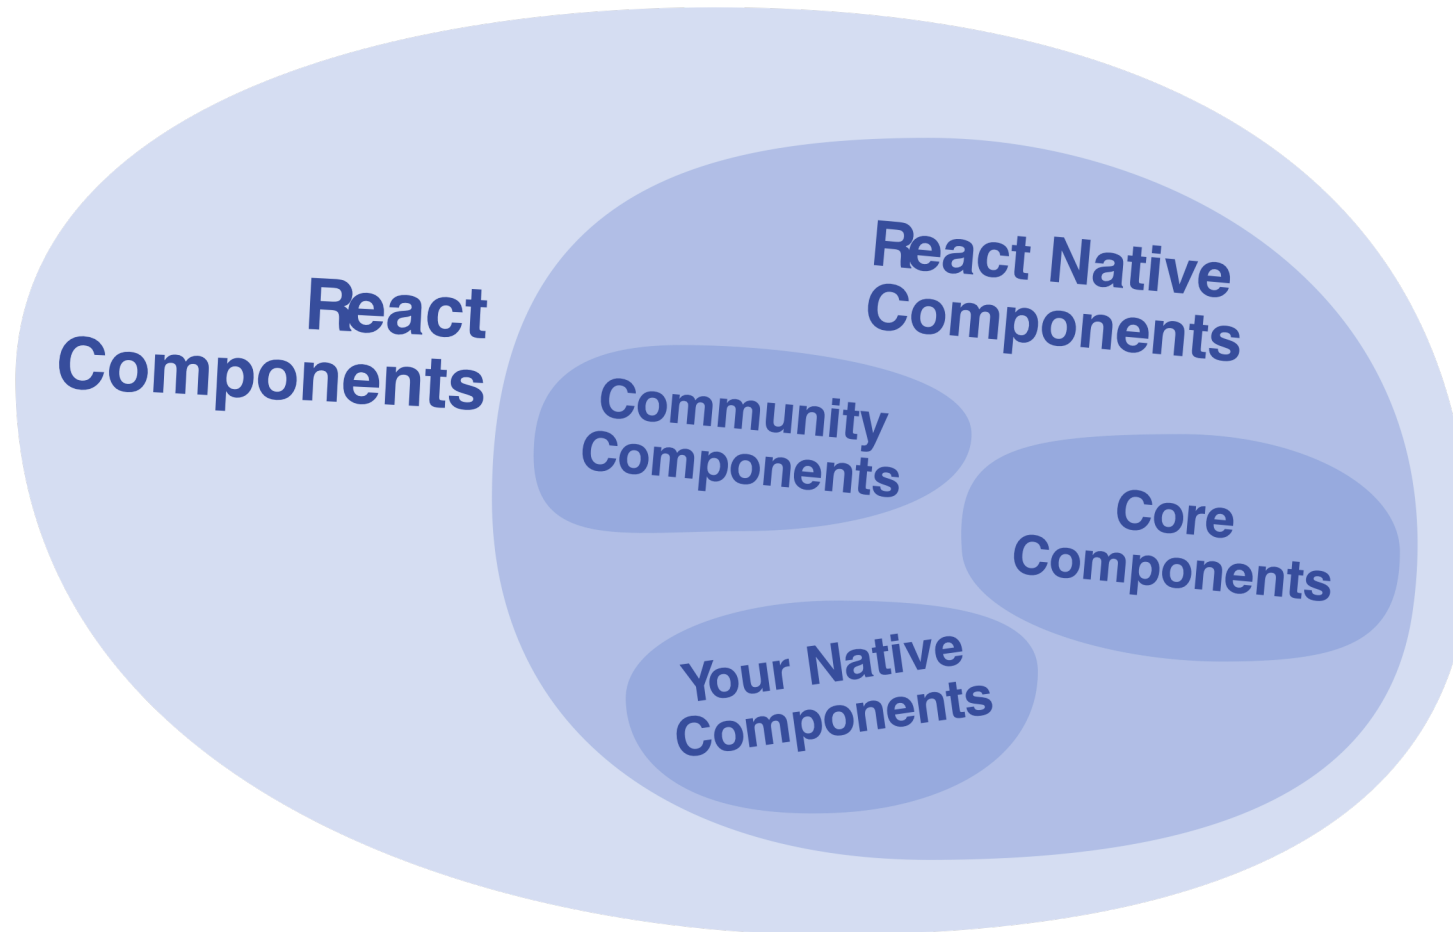 React
Components
React Native
Components
Community
Components
Core
Components
Your Native
Components